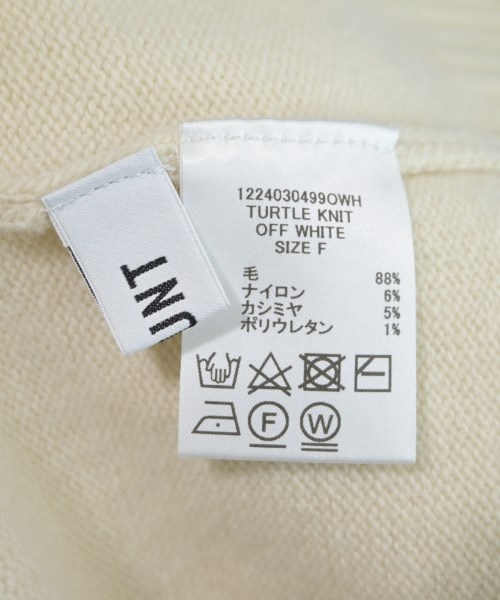 1224030499OWH
TURTLE KNIT
OFF WHITE
SIZE F
毛 88%
ナイロン 6%
カシミヤ 5%
ポリウレタン 1%
F
W